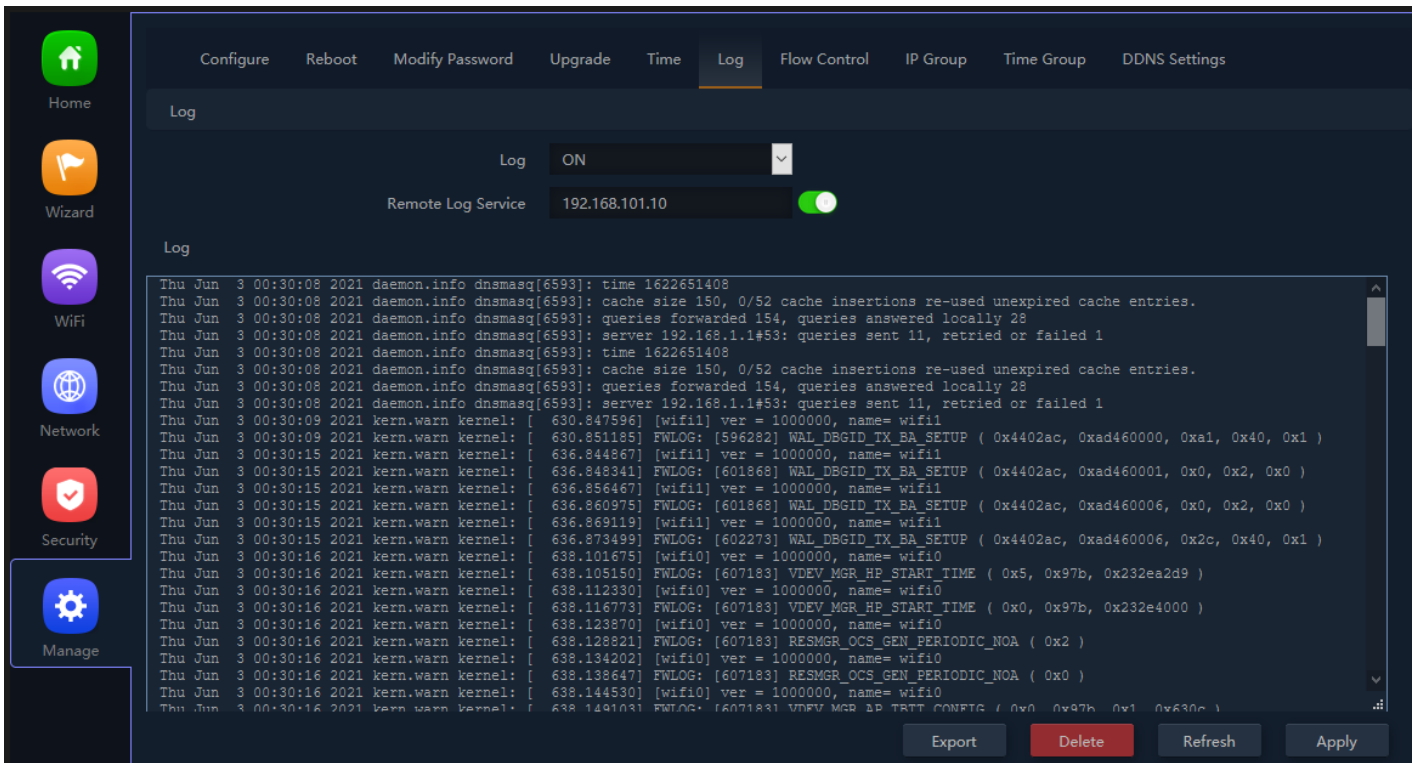 Home
Wizard
WiFi
Network
Security
Manage
Configure Reboot Modify Password Upgrade Time Log Flow Control IP Group Time Group DDNS Settings
Log
Log ON
Remote Log Service 192.168.101.10
Log
Thu Jun  3 00:30:08 2021 daemon.info dnsmasq[6593]: time 1622651408
Thu Jun  3 00:30:08 2021 daemon.info dnsmasq[6593]: cache size 150, 0/52 cache insertions re-used unexpired cache entries.
Thu Jun  3 00:30:08 2021 daemon.info dnsmasq[6593]: queries forwarded 154, queries answered locally 28
Thu Jun  3 00:30:08 2021 daemon.info dnsmasq[6593]: server 192.168.1.1#53: queries sent 11, retried or failed 1
Thu Jun  3 00:30:08 2021 daemon.info dnsmasq[6593]: time 1622651408
Thu Jun  3 00:30:08 2021 daemon.info dnsmasq[6593]: cache size 150, 0/52 cache insertions re-used unexpired cache entries.
Thu Jun  3 00:30:08 2021 daemon.info dnsmasq[6593]: queries forwarded 154, queries answered locally 28
Thu Jun  3 00:30:08 2021 daemon.info dnsmasq[6593]: server 192.168.1.1#53: queries sent 11, retried or failed 1
Thu Jun  3 00:30:09 2021 kern.warn kernel: [  630.847596] [wifi1] ver = 1000000, name= wifi1
Thu Jun  3 00:30:09 2021 kern.warn kernel: [  630.851185] FWLOG: [596282] WAL_DBGID_TX_BA_SETUP ( 0x4402ac, 0xad460000, 0xa1, 0x40, 0x1 )
Thu Jun  3 00:30:15 2021 kern.warn kernel: [  636.844867] [wifi1] ver = 1000000, name= wifi1
Thu Jun  3 00:30:15 2021 kern.warn kernel: [  636.848341] FWLOG: [601868] WAL_DBGID_TX_BA_SETUP ( 0x4402ac, 0xad460001, 0x0, 0x2, 0x0 )
Thu Jun  3 00:30:15 2021 kern.warn kernel: [  636.856467] [wifi1] ver = 1000000, name= wifi1
Thu Jun  3 00:30:15 2021 kern.warn kernel: [  636.860975] FWLOG: [601868] WAL_DBGID_TX_BA_SETUP ( 0x4402ac, 0xad460006, 0x0, 0x2, 0x0 )
Thu Jun  3 00:30:15 2021 kern.warn kernel: [  636.869119] [wifi1] ver = 1000000, name= wifi1
Thu Jun  3 00:30:15 2021 kern.warn kernel: [  636.873499] FWLOG: [602273] WAL_DBGID_TX_BA_SETUP ( 0x4402ac, 0xad460006, 0x2c, 0x40, 0x1 )
Thu Jun  3 00:30:16 2021 kern.warn kernel: [  638.101675] [wifi0] ver = 1000000, name= wifi0
Thu Jun  3 00:30:16 2021 kern.warn kernel: [  638.105150] FWLOG: [607183] VDEV_MGR_HP_START_TIME ( 0x5, 0x97b, 0x232ea2d9 )
Thu Jun  3 00:30:16 2021 kern.warn kernel: [  638.112330] [wifi0] ver = 1000000, name= wifi0
Thu Jun  3 00:30:16 2021 kern.warn kernel: [  638.116773] FWLOG: [607183] VDEV_MGR_HP_START_TIME ( 0x0, 0x97b, 0x232e4000 )
Thu Jun  3 00:30:16 2021 kern.warn kernel: [  638.123870] [wifi0] ver = 1000000, name= wifi0
Thu Jun  3 00:30:16 2021 kern.warn kernel: [  638.128821] FWLOG: [607183] RESMGR_OCS_GEN_PERIODIC_NOA ( 0x2 )
Thu Jun  3 00:30:16 2021 kern.warn kernel: [  638.134202] [wifi0] ver = 1000000, name= wifi0
Thu Jun  3 00:30:16 2021 kern.warn kernel: [  638.138647] FWLOG: [607183] RESMGR_OCS_GEN_PERIODIC_NOA ( 0x0 )
Thu Jun  3 00:30:16 2021 kern.warn kernel: [  638.144530] [wifi0] ver = 1000000, name= wifi0
Thu Jun  3 00:30:16 2021 kern.warn kernel: [  638.149103] FWLOG: [607183] VDEV_MGR_AP_TBTT_CONFIG ( 0x0, 0x97b, 0x1, 0x630c )
Export Delete Refresh Apply